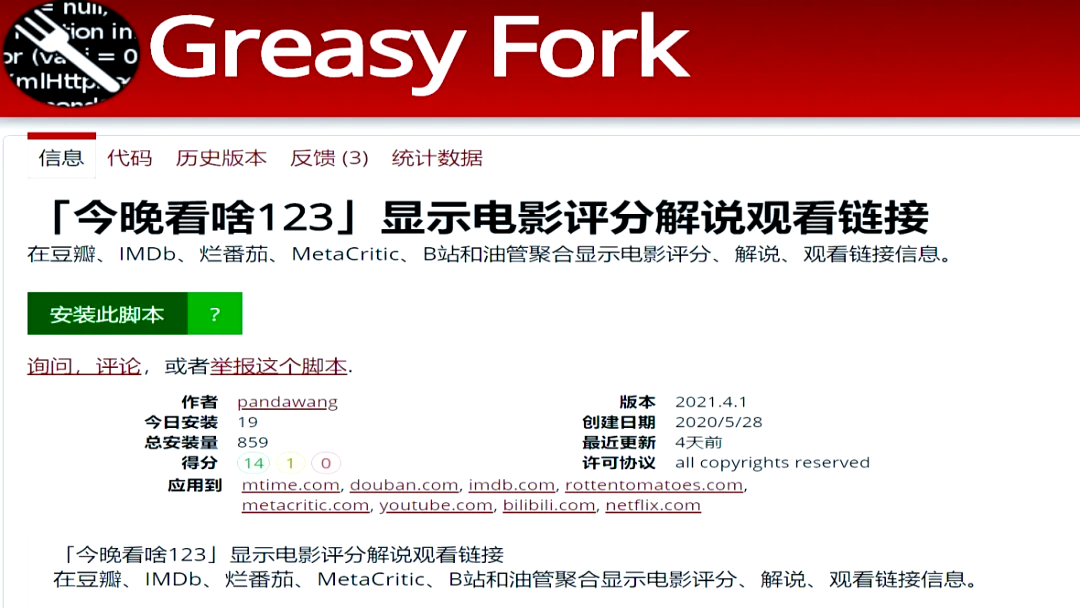 = null,
tion in
or (va i = 0
mlHttp
Greasy Fork
信息 代码 历史版本 反馈 (3) 统计数据
「今晚看啥123」显示电影评分解说观看链接
在豆瓣、IMDb、烂番茄、MetaCritic、B站和油管聚合显示电影评分、解说、观看链接信息。
安装此脚本 ?
询问，评论，或者举报这个脚本.
作者 pandawang 版本 2021.4.1
今日安装 19 创建日期 2020/5/28
总安装量 859 最近更新 4天前
得分 14 1 0 许可协议 all copyrights reserved
应用到 mtime.com, douban.com, imdb.com, rottentomatoes.com,
metacritic.com, youtube.com, bilibili.com, netflix.com
「今晚看啥123」显示电影评分解说观看链接
在豆瓣、IMDb、烂番茄、MetaCritic、B站和油管聚合显示电影评分、解说、观看链接信息。